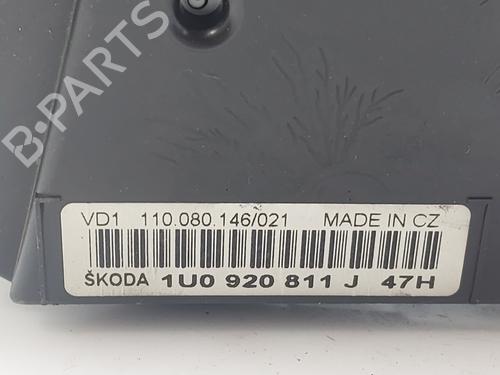 B-PARTS
VD1 110.080.146/021 MADE IN CZ
ŠKODA 1U0 920 811 J 47H